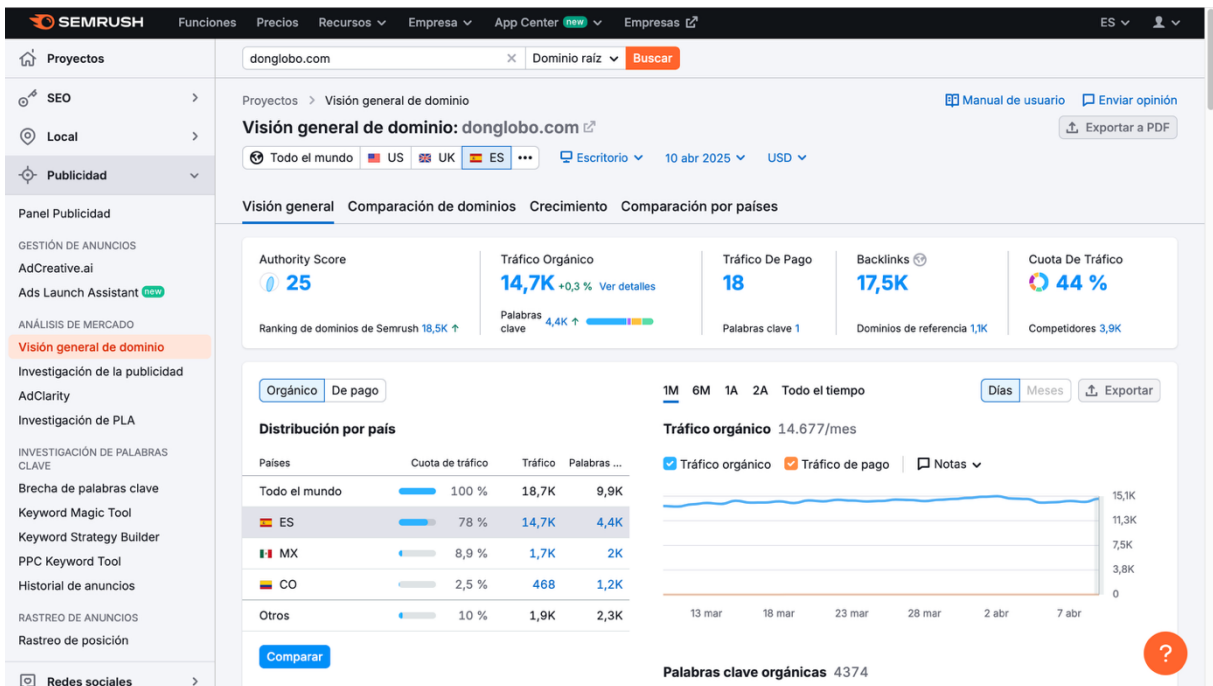 SEMRUSH Funciones Precios Recursos Empresa App Center new Empresas ES
Proyectos
SEO
Local
Publicidad
Panel Publicidad
GESTIÓN DE ANUNCIOS
AdCreative.ai
Ads Launch Assistant new
ANÁLISIS DE MERCADO
Visión general de dominio
Investigación de la publicidad
AdClarity
Investigación de PLA
INVESTIGACIÓN DE PALABRAS
CLAVE
Brecha de palabras clave
Keyword Magic Tool
Keyword Strategy Builder
PPC Keyword Tool
Historial de anuncios
RASTREO DE ANUNCIOS
Rastreo de posición
Redes sociales
donglobo.com × Dominio raíz Buscar
Proyectos > Visión general de dominio Manual de usuario Enviar opinión
Visión general de dominio: donglobo.com Exportar a PDF
Todo el mundo US UK ES ••• Escritorio 10 abr 2025 USD
Visión general Comparación de dominios Crecimiento Comparación por países
Authority Score
25
Ranking de dominios de Semrush 18,5K ↑
Tráfico Orgánico
14,7K +0,3 % Ver detalles
Palabras
clave 4,4K ↑
Tráfico De Pago
18
Palabras clave 1
Backlinks
17,5K
Dominios de referencia 1,1K
Cuota De Tráfico
44 %
Competidores 3,9K
Orgánico De pago
Distribución por país
Países Cuota de tráfico Tráfico Palabras ...
Todo el mundo 100 % 18,7K 9,9K
ES 78 % 14,7K 4,4K
MX 8,9 % 1,7K 2K
CO 2,5 % 468 1,2K
Otros 10 % 1,9K 2,3K
Comparar
1M 6M 1A 2A Todo el tiempo Días Meses Exportar
Tráfico orgánico 14.677/mes
Tráfico orgánico Tráfico de pago Notas
15,1K
11,3K
7,5K
3,8K
0
13 mar 18 mar 23 mar 28 mar 2 abr 7 abr
Palabras clave orgánicas 4374
?